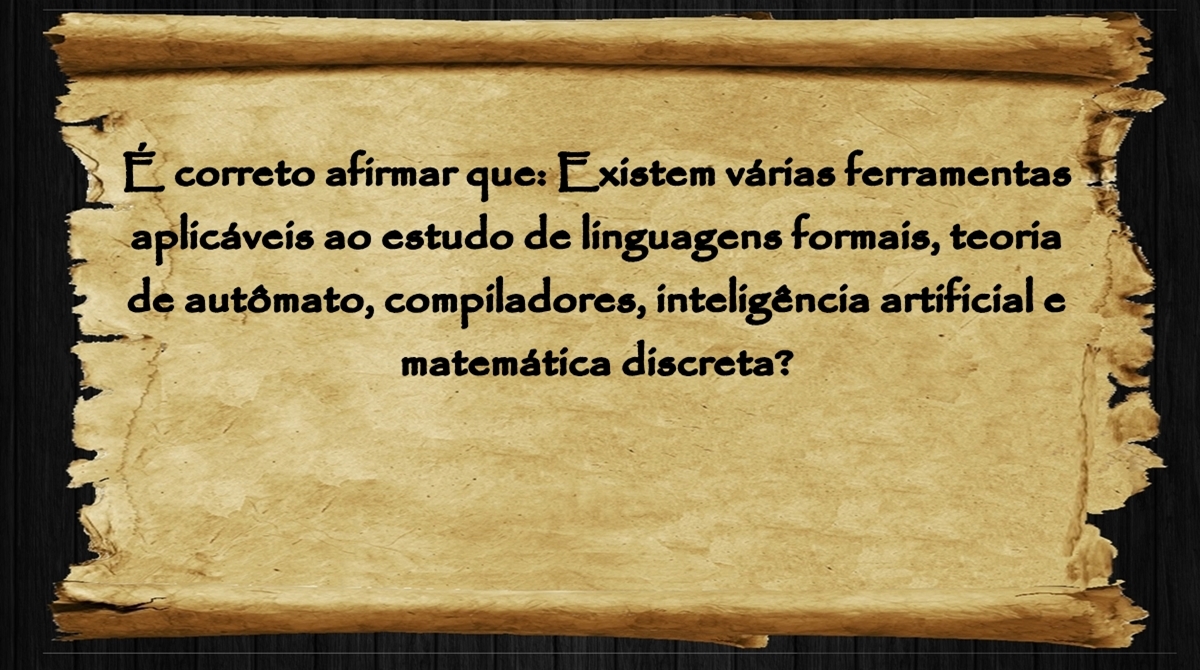 É correto afirmar que: Existem várias ferramentas
aplicáveis ao estudo de linguagens formais, teoria
de autômato, compiladores, inteligência artificial e
matemática discreta?